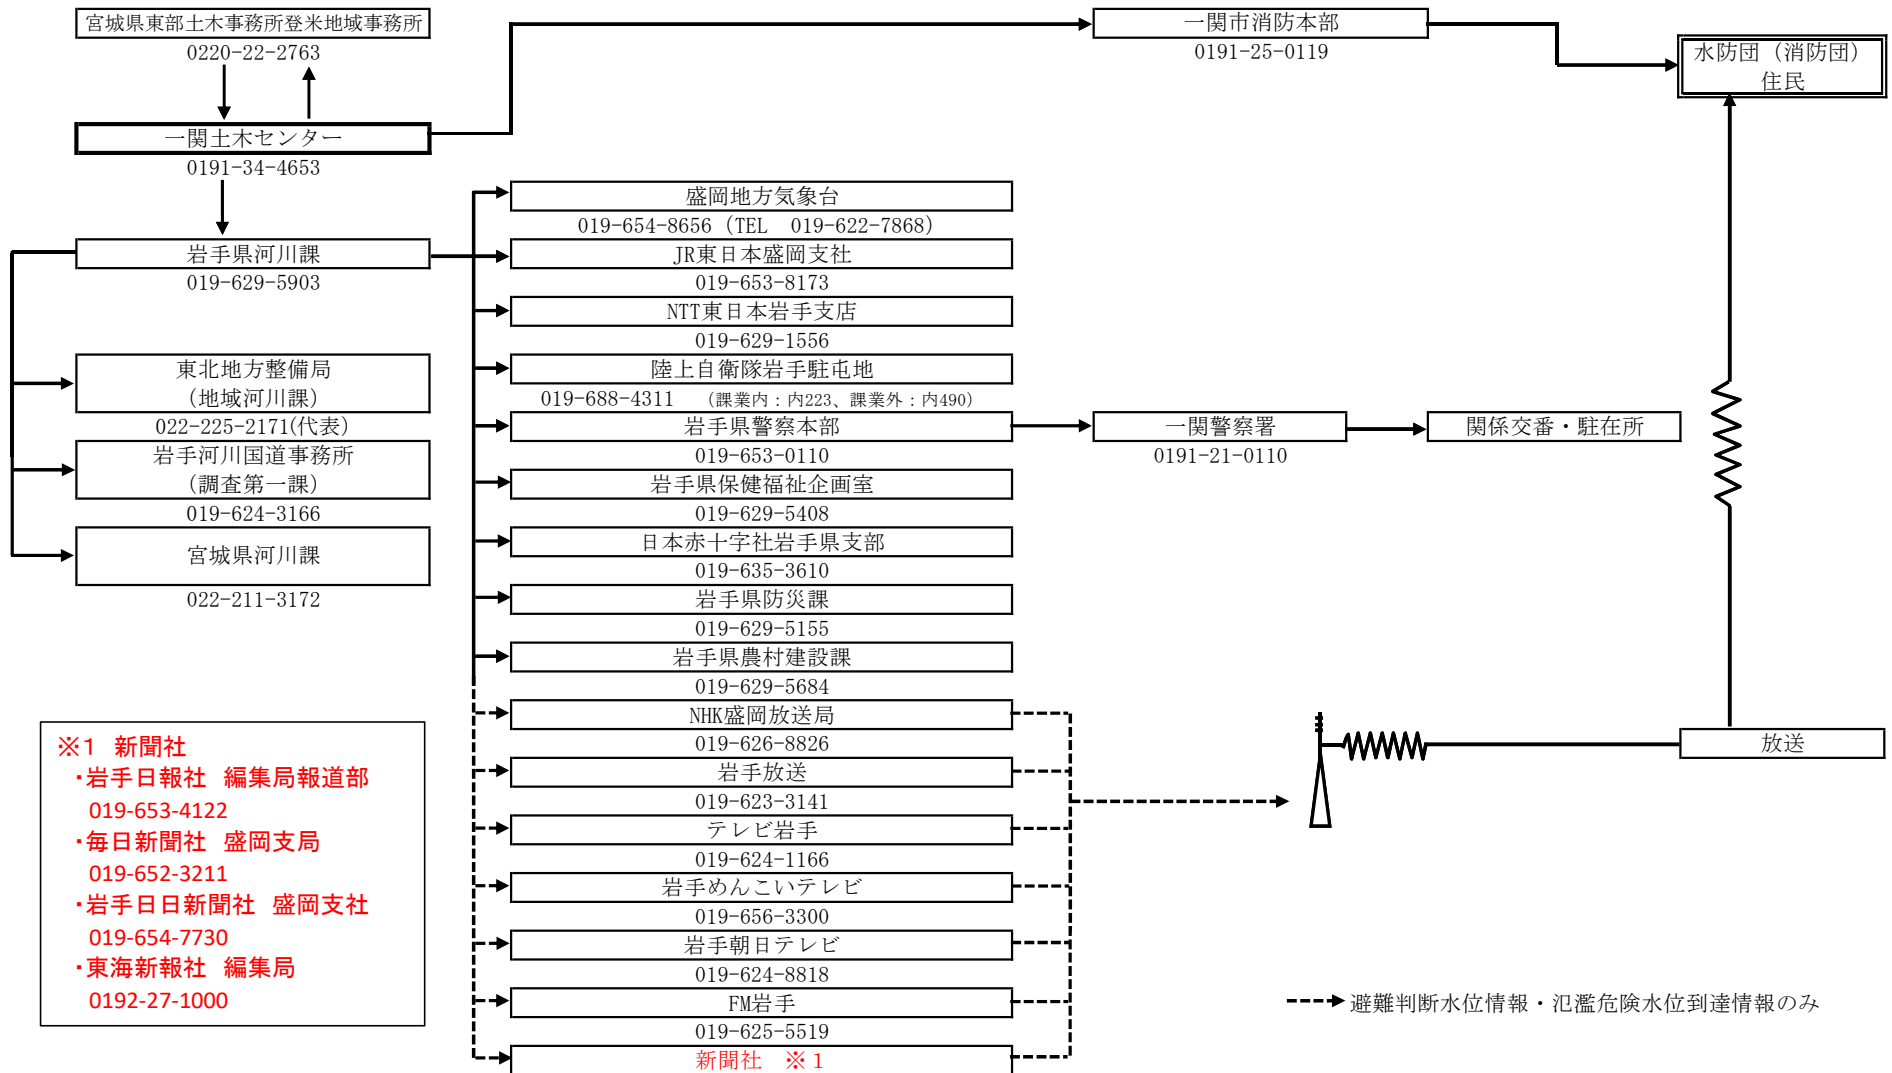 宮城県東部土木事務所登米地域事務所
0220-22-2763
一関土木センター
0191-34-4653
岩手県河川課
019-629-5903
東北地方整備局
（地域河川課）
022-225-2171(代表)
岩手河川国道事務所
（調査第一課）
019-624-3166
宮城県河川課
022-211-3172
※1　新聞社
・岩手日報社　編集局報道部
019-653-4122
・毎日新聞社　盛岡支局
019-652-3211
・岩手日日新聞社　盛岡支社
019-654-7730
・東海新報社　編集局
0192-27-1000
盛岡地方気象台
019-654-8656（TEL　019-622-7868）
JR東日本盛岡支社
019-653-8173
NTT東日本岩手支店
019-629-1556
陸上自衛隊岩手駐屯地
019-688-4311　（課業内：内223、課業外：内490）
岩手県警察本部
019-653-0110
岩手県保健福祉企画室
019-629-5408
日本赤十字社岩手県支部
019-635-3610
岩手県防災課
019-629-5155
岩手県農村建設課
019-629-5684
NHK盛岡放送局
019-626-8826
岩手放送
019-623-3141
テレビ岩手
019-624-1166
岩手めんこいテレビ
019-656-3300
岩手朝日テレビ
019-624-8818
FM岩手
019-625-5519
新聞社　※1
一関市消防本部
0191-25-0119
一関警察署
0191-21-0110
関係交番・駐在所
水防団（消防団）
住民
放送
避難判断水位情報・氾濫危険水位到達情報のみ